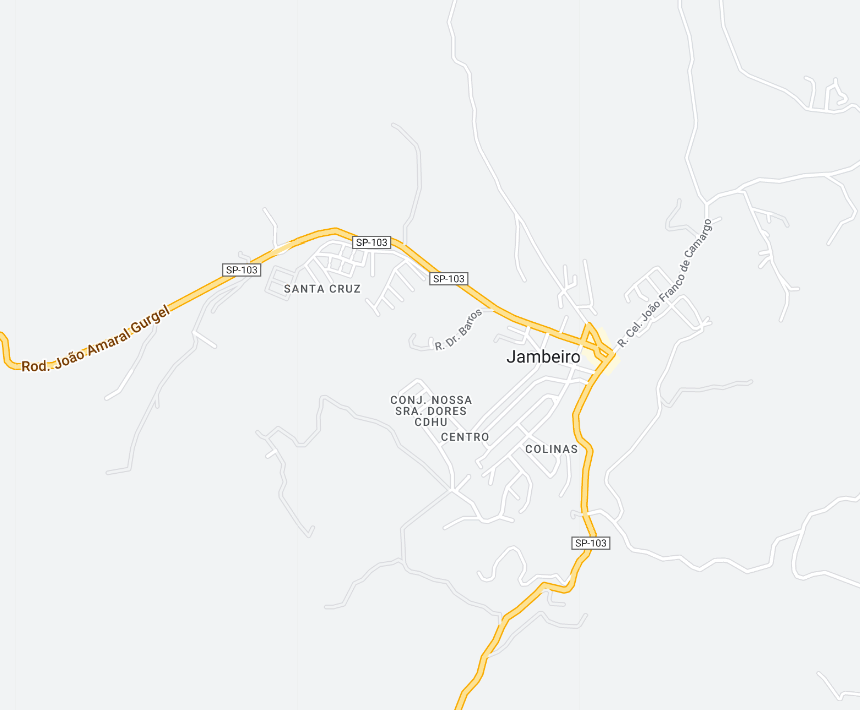 SP-103
SP-103
SP-103
SANTA CRUZ
Rod. João Amaral Gurgel
R. Dr. Bartos
R. Cel. João Franco de Camargo
Jambeiro
CONJ. NOSSA
SRA. DORES
CDHU
CENTRO
COLINAS
SP-103